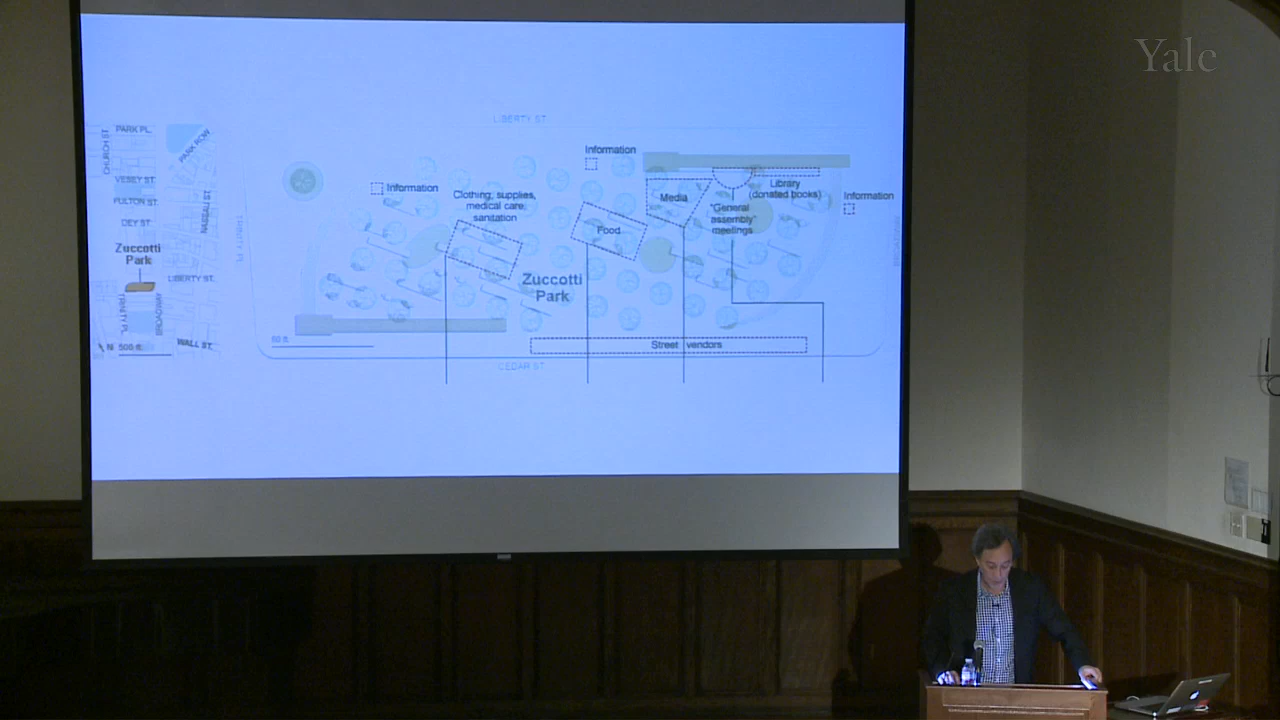 Yale
LIBERTY ST.
PARK PL.
CHURCH ST
PARK ROW
VESEY ST.
FULTON ST.
NASSAU ST
DEY ST.
Zuccotti
Park
LIBERTY ST.
TRINITY PL.
BROADWAY
N
500 ft.
WALL ST.
TRINITY PL.
Information
Clothing, supplies,
medical care,
sanitation
Information
Food
Media
"General
assembly"
meetings
Library
(donated books)
Information
Zuccotti
Park
50 ft.
Street vendors
CEDAR ST.